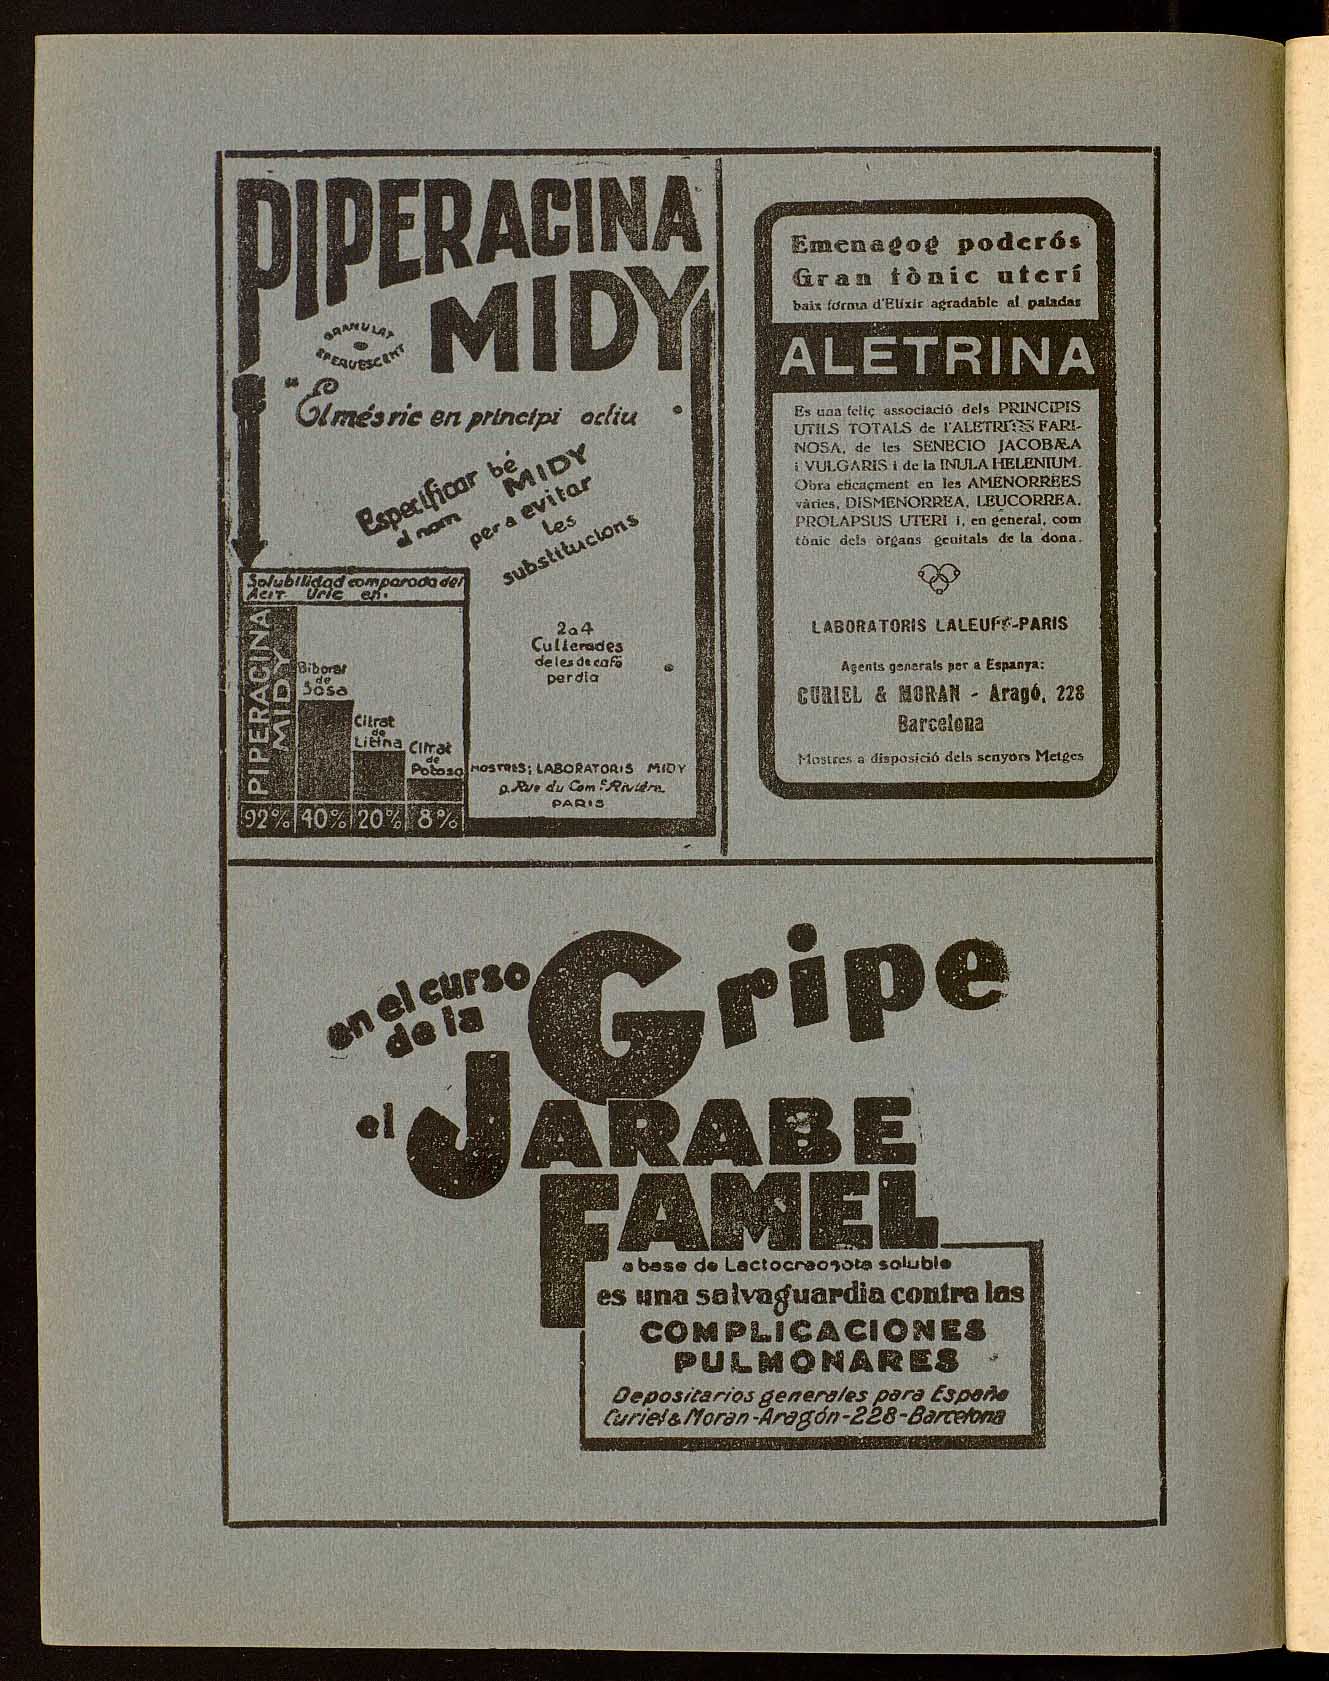 PIPERACINA
MIDY
GRANULAT
EFERVESCENT
"El més ric en principi actiu"
Especificar bé
el nom MIDY
per a evitar
les
substitucions
Solubilidad comparada del
Acit Uric en.
PIPERACINA
MIDY
Biborat
de
Sosa
Citrat
de
Litina
Citrat
de
Potasa
92% 40% 20% 8%
2 a 4
Cullerades
de les de cafè
per dia
MOSTRES; LABORATORIS MIDY
9. Rue du Com.t Rivière
PARIS
Emenagog poderós
Gran tònic uterí
baix forma d'Elixir agradable al paladar
ALETRINA
Es una feliç associació dels PRINCIPIS
UTILS TOTALS de l'ALETRIS FARI-
NOSA, de les SENECIO JACOBÆA
i VULGARIS i de la INULA HELENIUM.
Obra eficaçment en les AMENORREES
vàries, DISMENORREA, LEUCORREA,
PROLAPSUS UTERI i, en general, com
tònic dels òrgans genitals de la dona.
LABORATORIS LALEUF-PARIS
Agents generals per a Espanya:
CURIEL & MORAN - Aragó, 228
Barcelona
Mostres a disposició dels senyors Metges
en el curso
de la
Gripe
el JARABE
FAMEL
a base de Lactocreosota soluble
es una salvaguardia contra las
COMPLICACIONES
PULMONARES
Depositarios generales para España
Curiel & Moran-Aragón-228-Barcelona